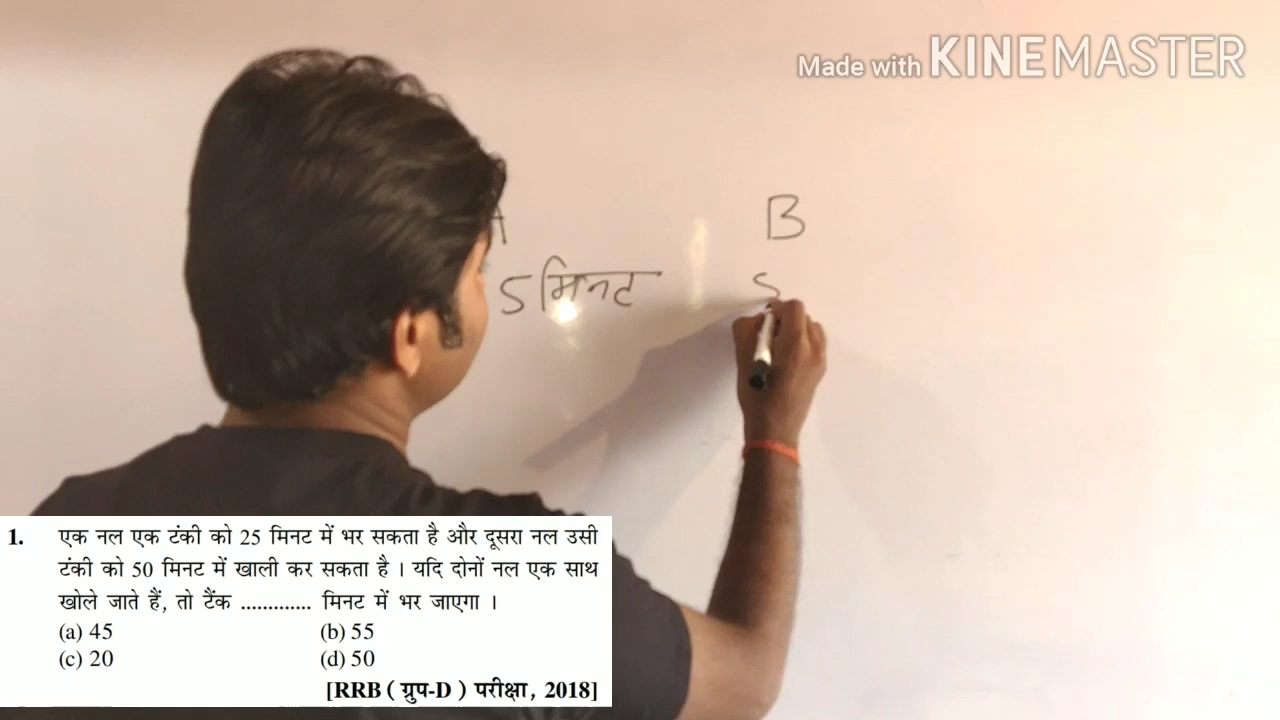 Made with KINEMASTER
B
5 मिनट
1. एक नल एक टंकी को 25 मिनट में भर सकता है और दूसरा नल उसी
टंकी को 50 मिनट में खाली कर सकता है । यदि दोनों नल एक साथ
खोले जाते हैं, तो टैंक ............. मिनट में भर जाएगा ।
(a) 45 (b) 55
(c) 20 (d) 50
[RRB ( ग्रुप-D ) परीक्षा, 2018]